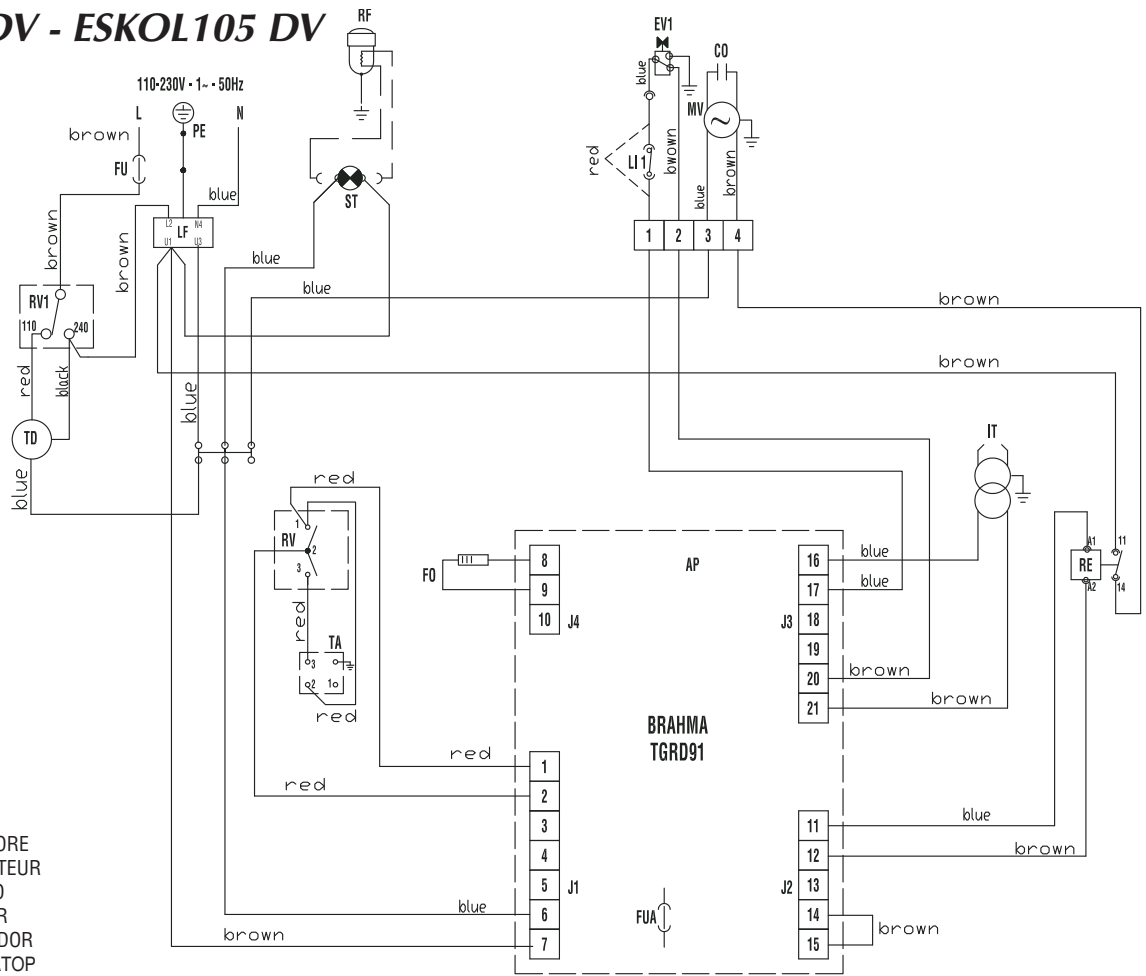 DV - ESKOL105 DV
RF
EV1
CO
110-230V - 1~ - 50Hz
L
PE
N
brown
FU
blue
blue
MV
red
LI 1
bwown
blue
brown
ST
L2
N4
LF
U1
U3
1
2
3
4
brown
brown
blue
blue
brown
RV1
110
240
brown
red
black
blue
TD
blue
IT
red
1
RV
2
3
red
TA
3
2
1
red
FO
8
9
10
J4
AP
16
17
18
19
20
21
J3
blue
blue
brown
brown
A1
RE
A2
11
14
BRAHMA
TGRD91
red
red
1
2
3
4
5
6
7
J1
blue
brown
FUA
11
12
13
14
15
J2
blue
brown
brown
ORE
TEUR
O
R
DOR
ATOP